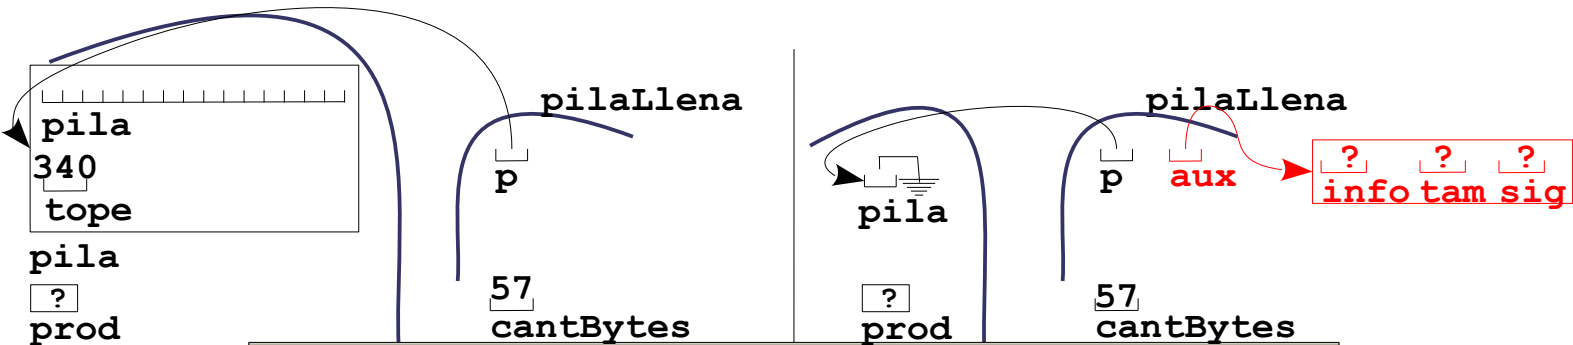 pilaLlena
pila
340
tope
p
pila
?
prod
57
cantBytes
pilaLlena
p
aux
? ? ?
info tam sig
pila
?
prod
57
cantBytes